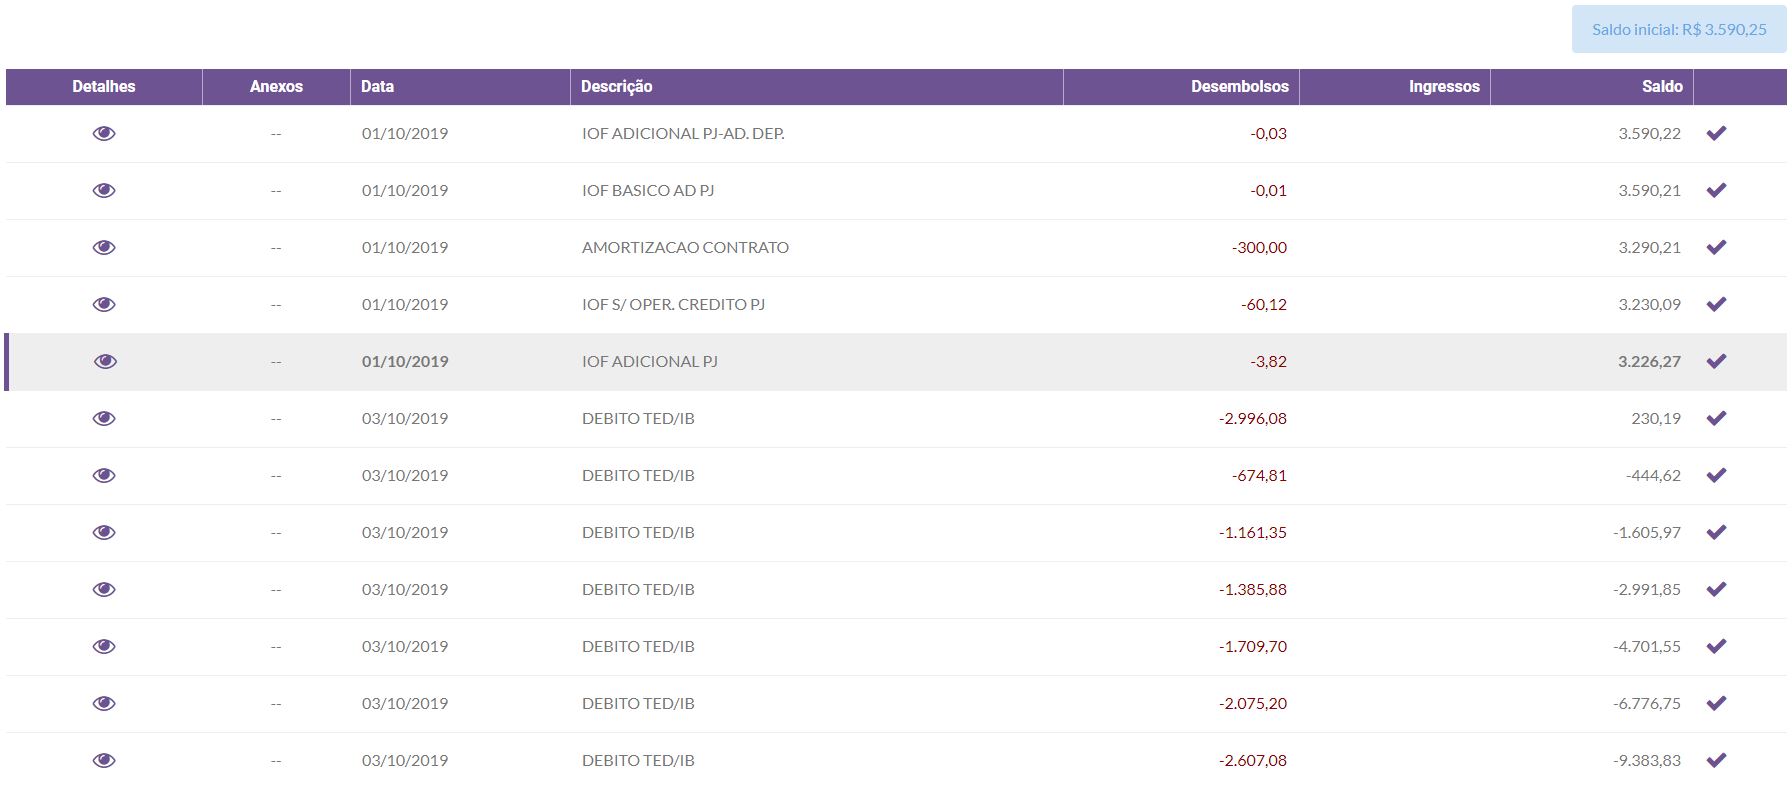 Saldo inicial: R$ 3.590,25
Detalhes Anexos Data Descrição Desembolsos Ingressos Saldo
-- 01/10/2019 IOF ADICIONAL PJ-AD. DEP. -0,03 3.590,22
-- 01/10/2019 IOF BASICO AD PJ -0,01 3.590,21
-- 01/10/2019 AMORTIZACAO CONTRATO -300,00 3.290,21
-- 01/10/2019 IOF S/ OPER. CREDITO PJ -60,12 3.230,09
-- 01/10/2019 IOF ADICIONAL PJ -3,82 3.226,27
-- 03/10/2019 DEBITO TED/IB -2.996,08 230,19
-- 03/10/2019 DEBITO TED/IB -674,81 -444,62
-- 03/10/2019 DEBITO TED/IB -1.161,35 -1.605,97
-- 03/10/2019 DEBITO TED/IB -1.385,88 -2.991,85
-- 03/10/2019 DEBITO TED/IB -1.709,70 -4.701,55
-- 03/10/2019 DEBITO TED/IB -2.075,20 -6.776,75
-- 03/10/2019 DEBITO TED/IB -2.607,08 -9.383,83